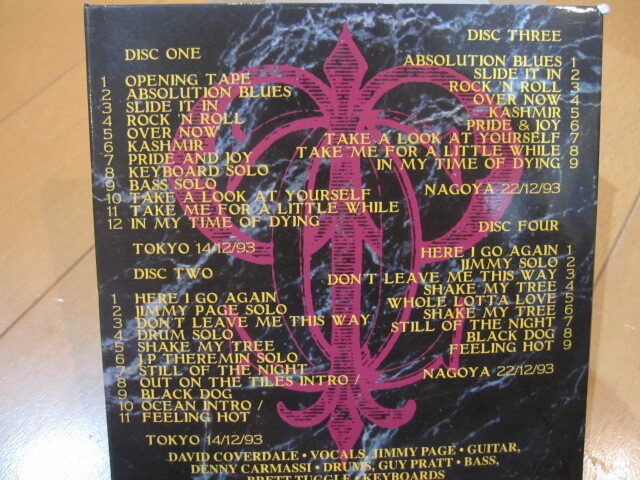 DISC ONE
1 OPENING TAPE
2 ABSOLUTION BLUES
3 SLIDE IT IN
4 ROCK 'N ROLL
5 OVER NOW
6 KASHMIR
7 PRIDE AND JOY
8 KEYBOARD SOLO
9 BASS SOLO
10 TAKE A LOOK AT YOURSELF
11 TAKE ME FOR A LITTLE WHILE
12 IN MY TIME OF DYING
TOKYO 14/12/93
DISC TWO
1 HERE I GO AGAIN
2 JIMMY PAGE SOLO
3 DON'T LEAVE ME THIS WAY
4 DRUM SOLO
5 SHAKE MY TREE
6 J.P THEREMIN SOLO
7 STILL OF THE NIGHT
8 OUT ON THE TILES INTRO /
9 BLACK DOG
10 OCEAN INTRO /
11 FEELING HOT
TOKYO 14/12/93
DISC THREE
ABSOLUTION BLUES 1
SLIDE IT IN 2
ROCK 'N ROLL 3
OVER NOW 4
KASHMIR 5
PRIDE & JOY 6
TAKE A LOOK AT YOURSELF 7
TAKE ME FOR A LITTLE WHILE 8
IN MY TIME OF DYING 9
NAGOYA 22/12/93
DISC FOUR
HERE I GO AGAIN 1
JIMMY SOLO 2
DON'T LEAVE ME THIS WAY 3
SHAKE MY TREE 4
WHOLE LOTTA LOVE 5
SHAKE MY TREE 6
STILL OF THE NIGHT 7
BLACK DOG 8
FEELING HOT 9
NAGOYA 22/12/93
DAVID COVERDALE • VOCALS, JIMMY PAGE • GUITAR,
DENNY CARMASSI • DRUMS, GUY PRATT • BASS,
BRETT TUGGLE • KEYBOARDS